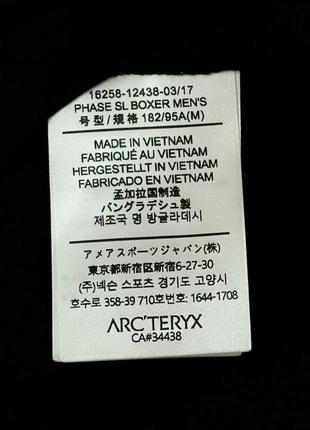 16258-12438-03/17
PHASE SL BOXER MEN'S
号型/规格 182/95A(M)
MADE IN VIETNAM
FABRIQUÉ AU VIETNAM
HERGESTELLT IN VIETNAM
FABRICADO EN VIETNAM
孟加拉国制造
バングラデシュ製
제조국 명 방글라데시
アメアスポーツジャパン(株)
東京都新宿区新宿6-27-30
(주)넥슨 스포츠 경기도 고양시
호수로 358-39 710호번호: 1644-1708
ARC'TERYX
CA#34438